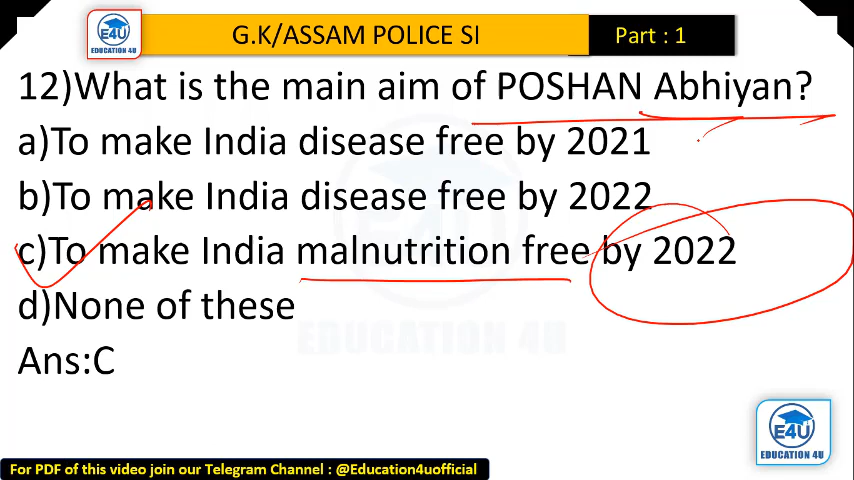 E4U
EDUCATION 4U
G.K/ASSAM POLICE SI
Part : 1
12)What is the main aim of POSHAN Abhiyan?
a)To make India disease free by 2021
b)To make India disease free by 2022
c)To make India malnutrition free by 2022
d)None of these
EDUCATION 4U
Ans:C
E4U
EDUCATION 4U
For PDF of this video join our Telegram Channel : @Education4uofficial